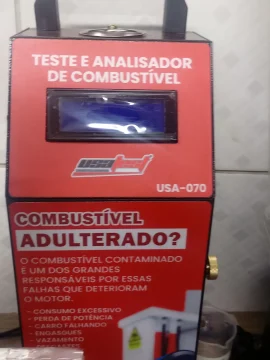 TESTE E ANALISADOR
DE COMBUSTÍVEL
USA-070
COMBUSTÍVEL
ADULTERADO?
O COMBUSTÍVEL CONTAMINADO
É UM DOS GRANDES
RESPONSÁVEIS POR ESSAS
FALHAS QUE DETERIORAM
O MOTOR.
- CONSUMO EXCESSIVO
- PERDA DE POTÊNCIA
- CARRO FALHANDO
- ENGASGUES
- VAZAMENTO